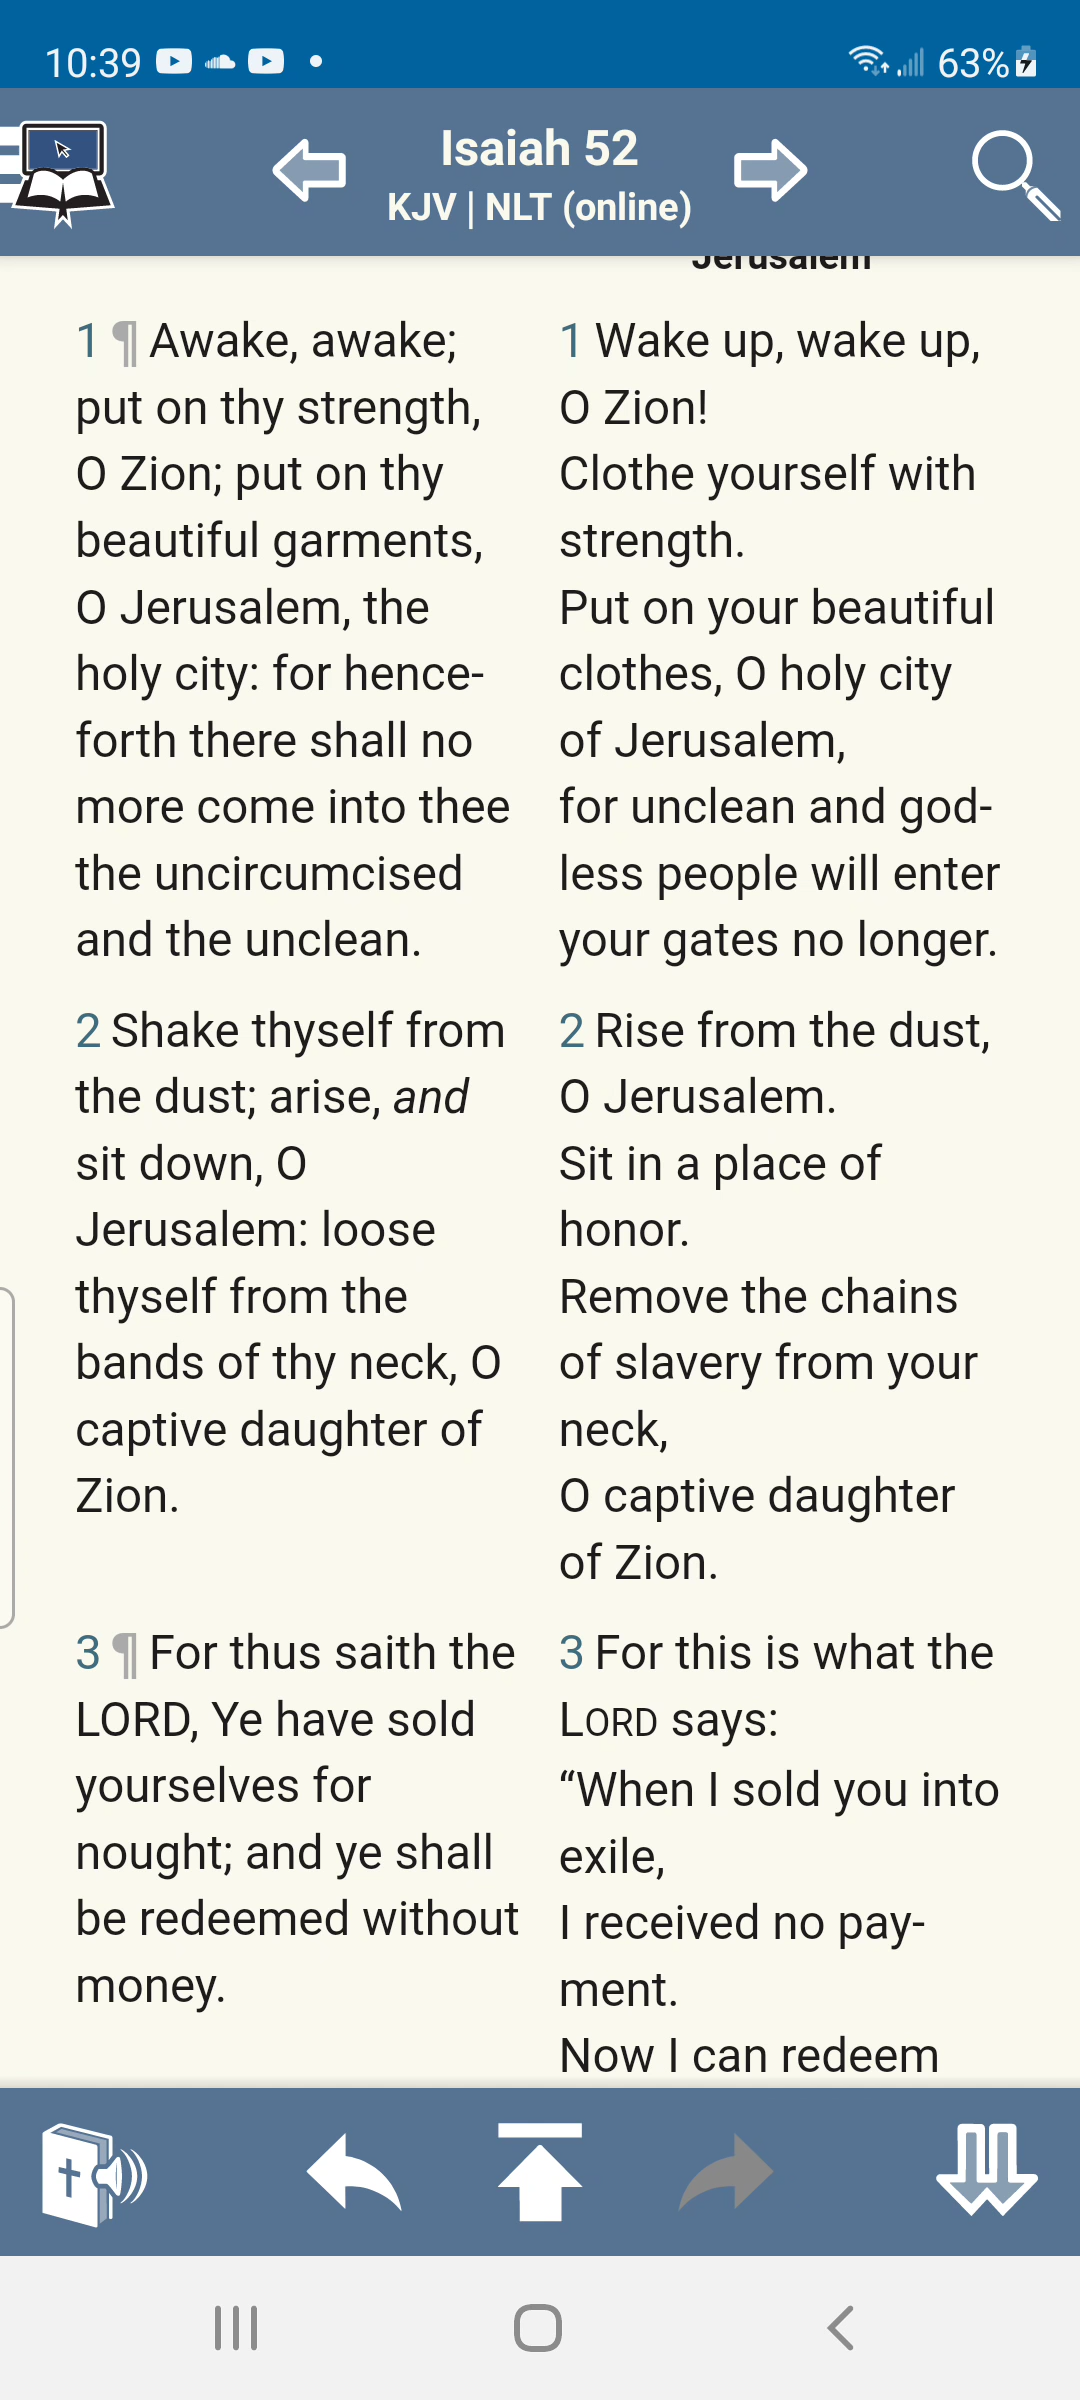 10:39
63%
Isaiah 52
KJV | NLT (online)
Jerusalem
1 ¶ Awake, awake;
put on thy strength,
O Zion; put on thy
beautiful garments,
O Jerusalem, the
holy city: for hence-
forth there shall no
more come into thee
the uncircumcised
and the unclean.
2 Shake thyself from
the dust; arise, and
sit down, O
Jerusalem: loose
thyself from the
bands of thy neck, O
captive daughter of
Zion.
3 ¶ For thus saith the
LORD, Ye have sold
yourselves for
nought; and ye shall
be redeemed without
money.
1 Wake up, wake up,
O Zion!
Clothe yourself with
strength.
Put on your beautiful
clothes, O holy city
of Jerusalem,
for unclean and god-
less people will enter
your gates no longer.
2 Rise from the dust,
O Jerusalem.
Sit in a place of
honor.
Remove the chains
of slavery from your
neck,
O captive daughter
of Zion.
3 For this is what the
LORD says:
“When I sold you into
exile,
I received no pay-
ment.
Now I can redeem